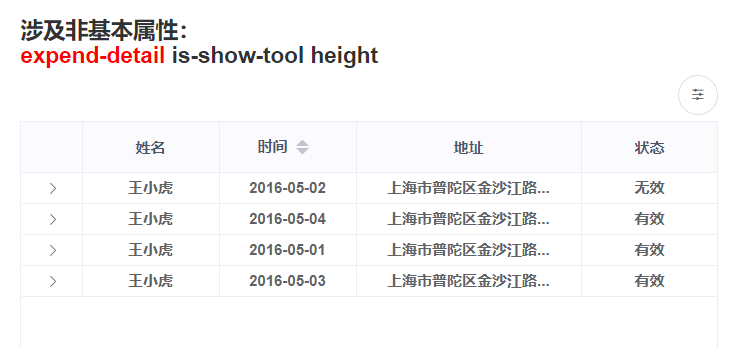 涉及非基本属性：
expend-detail is-show-tool height
姓名 时间 地址 状态
王小虎 2016-05-02 上海市普陀区金沙江路... 无效
王小虎 2016-05-04 上海市普陀区金沙江路... 有效
王小虎 2016-05-01 上海市普陀区金沙江路... 有效
王小虎 2016-05-03 上海市普陀区金沙江路... 有效